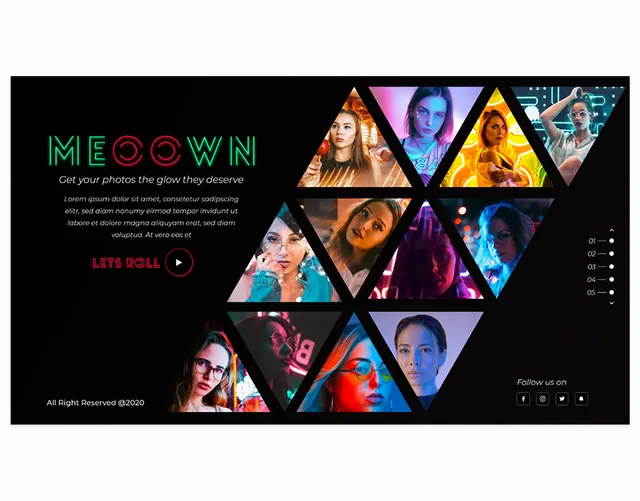 MEOOWN
Get your photos the glow they deserve
Lorem ipsum dolor sit amet, consetetur sadipscing
elitr, sed diam nonumy eirmod tempor invidunt ut
labore et dolore magna aliquyam erat, sed diam
voluptua. At vero eos et
LETS ROLL
01
02
03
04
05
Follow us on
All Right Reserved @2020